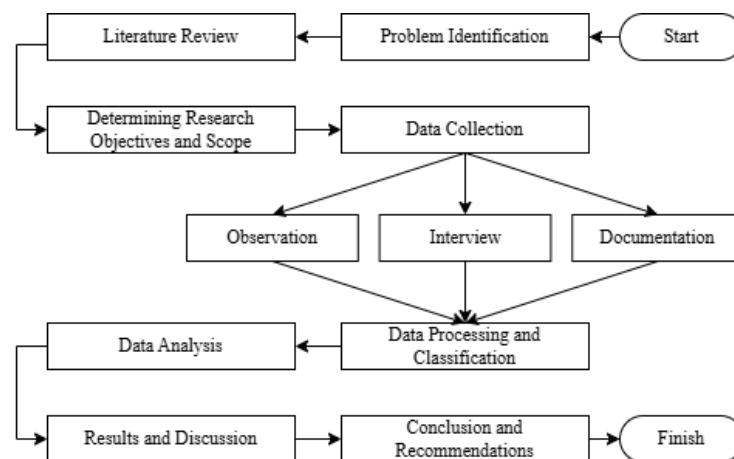 Start
Problem Identification
Literature Review
Determining Research
Objectives and Scope
Data Collection
Observation
Interview
Documentation
Data Processing and
Classification
Data Analysis
Results and Discussion
Conclusion and
Recommendations
Finish